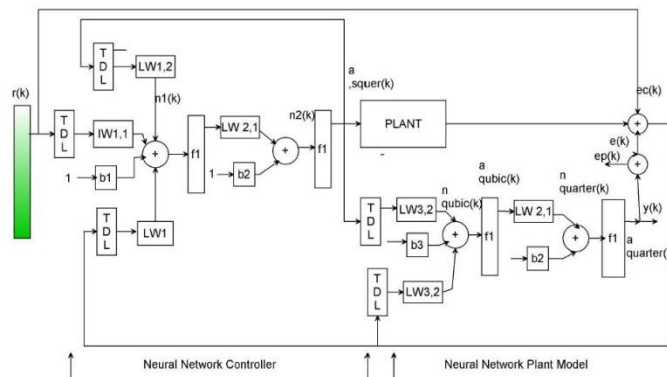 T D L
LW1,2
a ,squer(k)
r(k)
n1(k)
n2(k)
ec(k)
T D L
IW1,1
LW 2,1
PLANT
+
+
+
f1
f1
e(k)
1
b1
1
b2
ep(k)
+
a qubic(k)
n qubic(k)
n quarter(k)
T D L
LW1
T D L
LW3,2
LW 2,1
y(k)
b3
+
f1
+
f1
b2
a quarter(
T D L
LW3,2
Neural Network Controller
Neural Network Plant Model